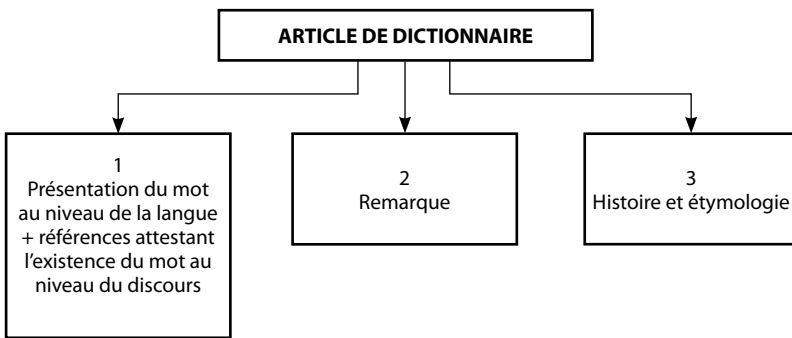 ARTICLE DE DICTIONNAIRE
1
Présentation du mot
au niveau de la langue
+ références attestant
l'existence du mot au
niveau du discours
2
Remarque
3
Histoire et étymologie